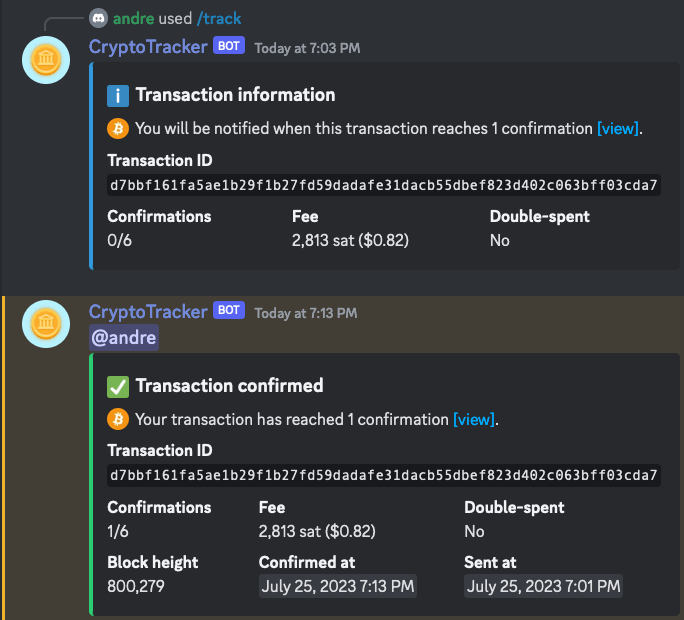 andre used /track
CryptoTracker BOT Today at 7:03 PM
Transaction information
You will be notified when this transaction reaches 1 confirmation [view].
Transaction ID
d7bbf161fa5ae1b29f1b27fd59dadafe31dacb55dbef823d402c063bff03cda7
Confirmations Fee Double-spent
0/6 2,813 sat ($0.82) No
CryptoTracker BOT Today at 7:13 PM
@andre
Transaction confirmed
Your transaction has reached 1 confirmation [view].
Transaction ID
d7bbf161fa5ae1b29f1b27fd59dadafe31dacb55dbef823d402c063bff03cda7
Confirmations Fee Double-spent
1/6 2,813 sat ($0.82) No
Block height Confirmed at Sent at
800,279 July 25, 2023 7:13 PM July 25, 2023 7:01 PM